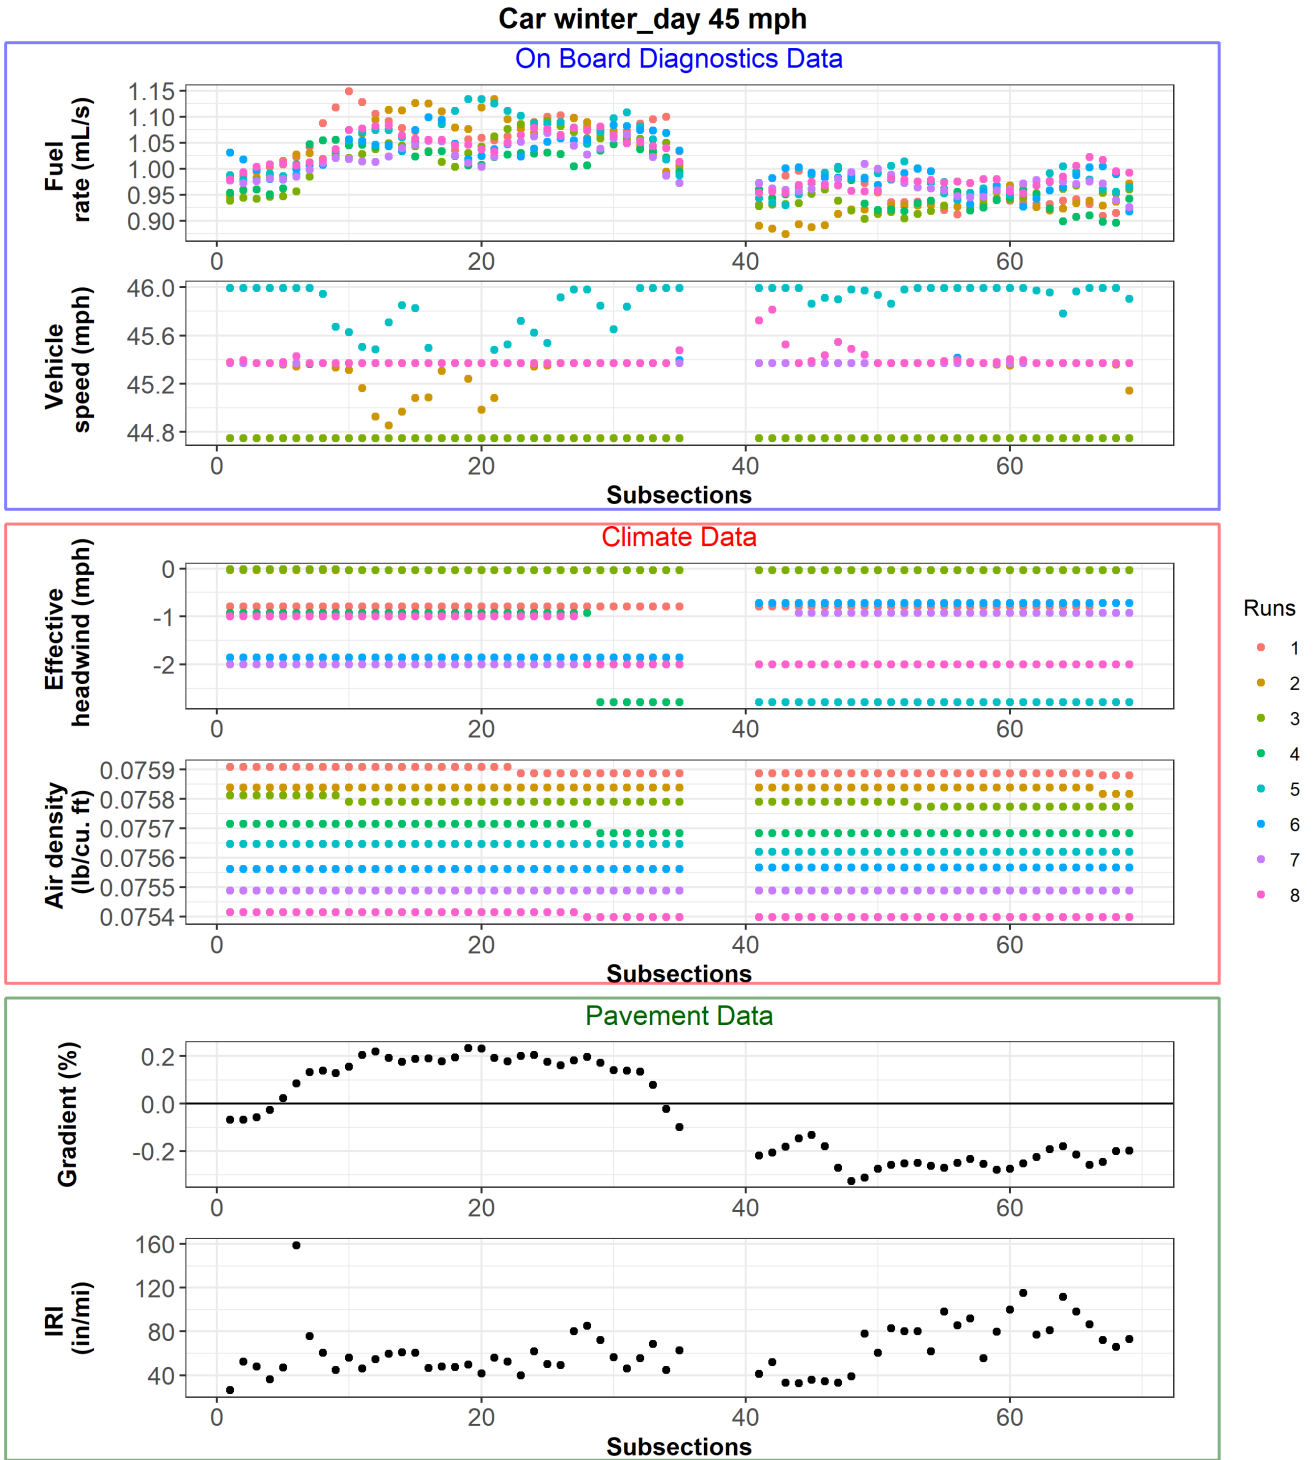 Car winter_day 45 mph
On Board Diagnostics Data
Fuel
rate (mL/s)
1.15
1.10
1.05
1.00
0.95
0.90
0 20 40 60
Vehicle
speed (mph)
46.0
45.6
45.2
44.8
0 20 40 60
Subsections
Climate Data
Effective
headwind (mph)
0
-1
-2
0 20 40 60
Air density
(lb/cu. ft)
0.0759
0.0758
0.0757
0.0756
0.0755
0.0754
0 20 40 60
Subsections
Runs
1
2
3
4
5
6
7
8
Pavement Data
Gradient (%)
0.2
0.0
-0.2
0 20 40 60
IRI
(in/mi)
160
120
80
40
0 20 40 60
Subsections